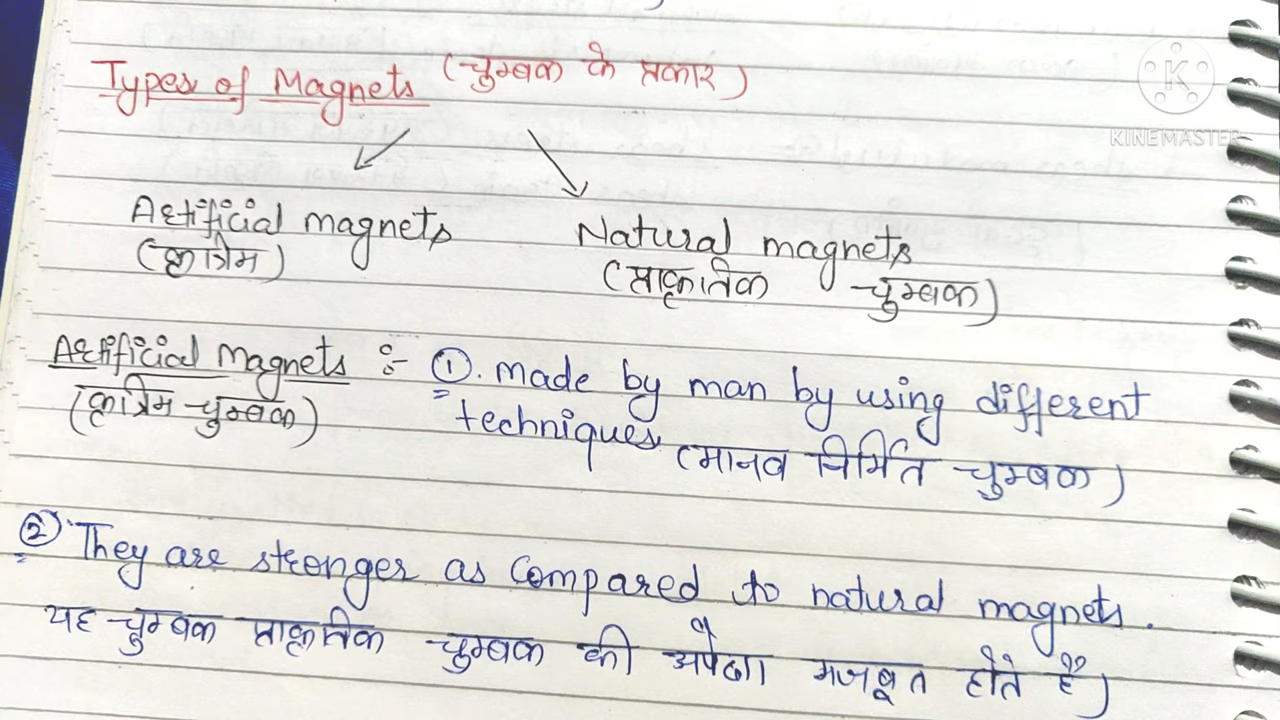 Types of Magnets (चुम्बक के प्रकार)
Artificial magnets
(कृत्रिम)
Natural magnets
(प्राकृतिक चुम्बक)
Artificial Magnets :- ①. made by man by using different
(कृत्रिम चुम्बक)
techniques (मानव निर्मित चुम्बक)
② They are stronger as compared to natural magnets.
यह चुम्बक प्राकृतिक चुम्बक की अपेक्षा मजबूत होते हैं)
K
KINEMASTER